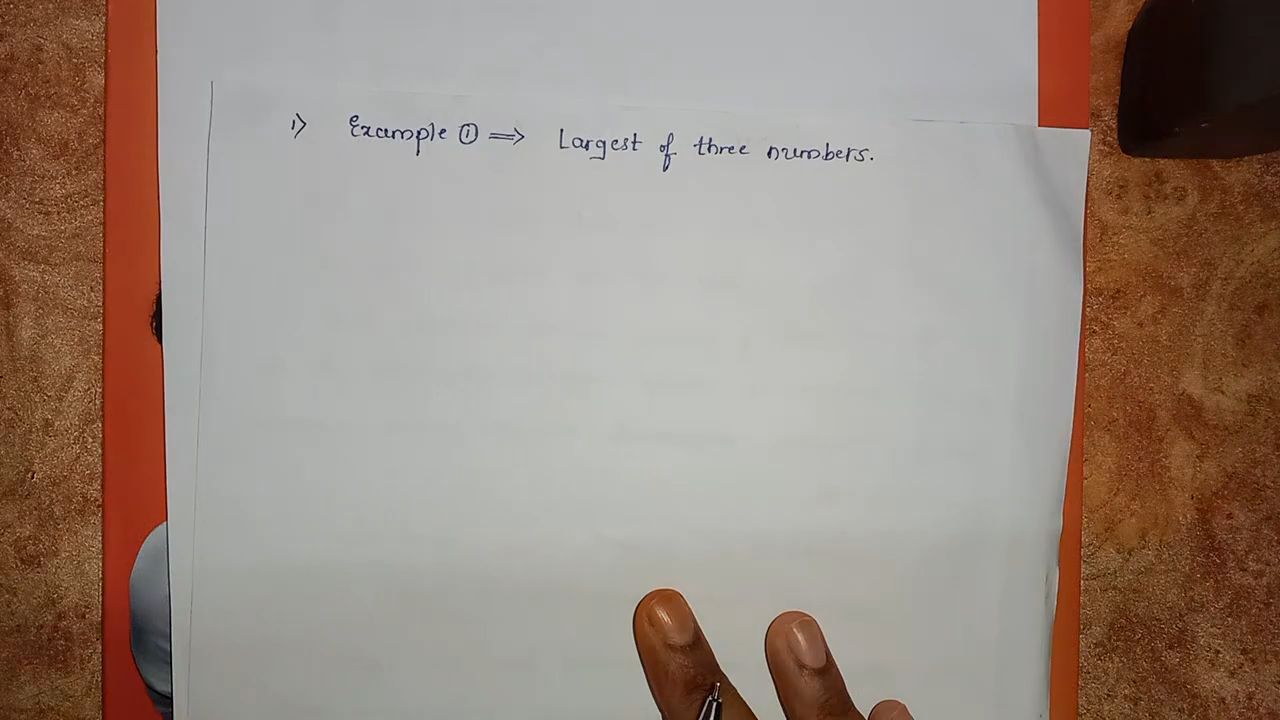 1) Example ① => Largest of three numbers.